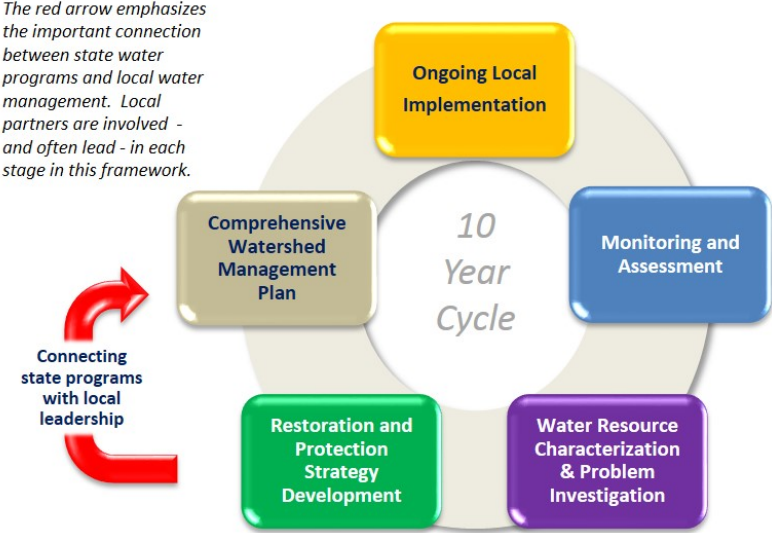 The red arrow emphasizes
the important connection
between state water
programs and local water
management.  Local
partners are involved  -
and often lead - in each
stage in this framework.
Ongoing Local
Implementation
Comprehensive
Watershed
Management
Plan
10
Year
Cycle
Monitoring and
Assessment
Connecting
state programs
with local
leadership
Restoration and
Protection
Strategy
Development
Water Resource
Characterization
& Problem
Investigation